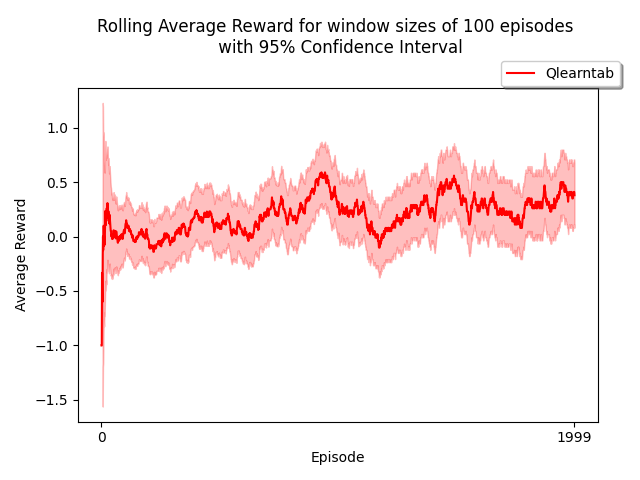 Rolling Average Reward for window sizes of 100 episodes
with 95% Confidence Interval
Qlearntab
1.0
0.5
0.0
−0.5
−1.0
−1.5
Average Reward
0
1999
Episode